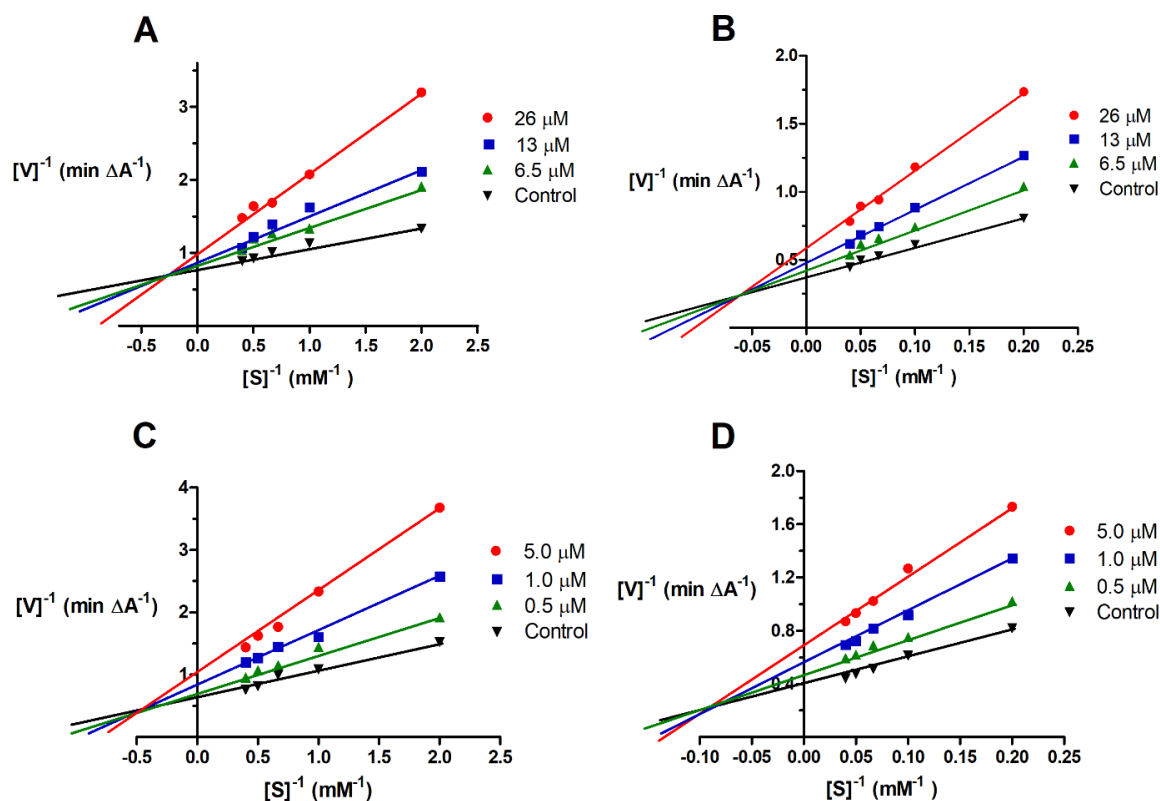 A
3
2
1
-0.5 0.0 0.5 1.0 1.5 2.0 2.5
[V]⁻¹ (min ΔA⁻¹)
[S]⁻¹ (mM⁻¹ )
26 μM
13 μM
6.5 μM
Control
B
2.0
1.5
1.0
0.5
-0.05 0.00 0.05 0.10 0.15 0.20 0.25
[V]⁻¹ (min ΔA⁻¹)
[S]⁻¹ (mM⁻¹ )
26 μM
13 μM
6.5 μM
Control
C
4
3
2
1
-0.5 0.0 0.5 1.0 1.5 2.0 2.5
[V]⁻¹ (min ΔA⁻¹)
[S]⁻¹ (mM⁻¹)
5.0 μM
1.0 μM
0.5 μM
Control
D
2.0
1.6
1.2
0.8
0.4
-0.10 -0.05 0.00 0.05 0.10 0.15 0.20 0.25
[V]⁻¹ (min ΔA⁻¹)
[S]⁻¹ (mM⁻¹)
5.0 μM
1.0 μM
0.5 μM
Control